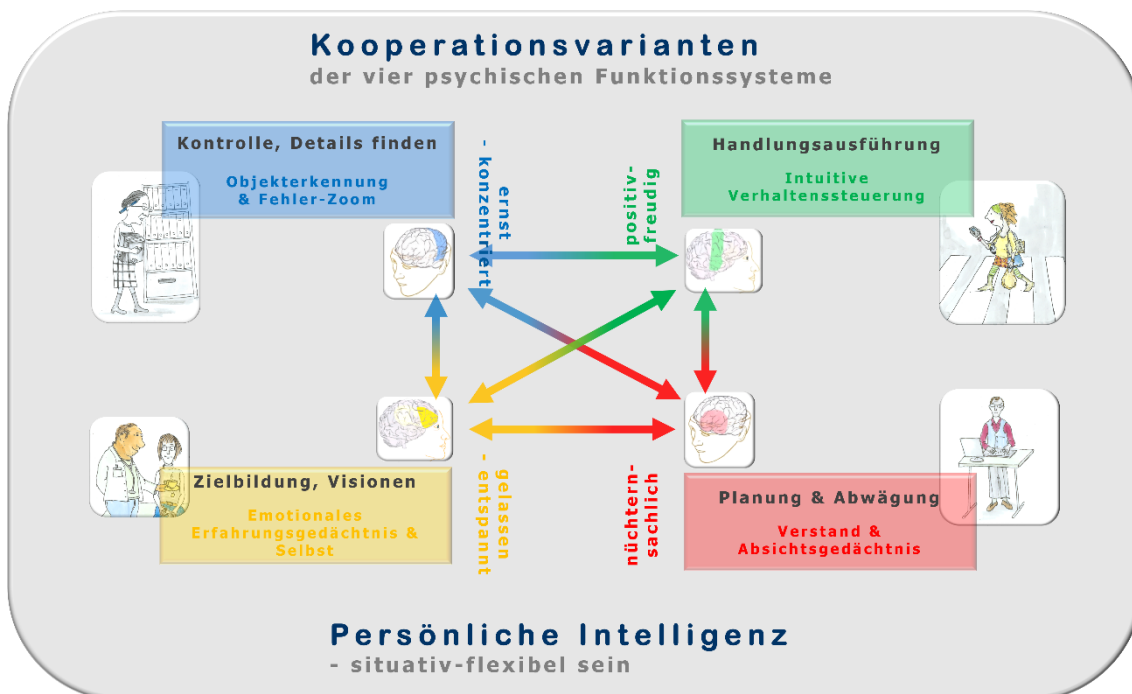 Kooperationsvarianten
der vier psychischen Funktionssysteme
Kontrolle, Details finden
Objekterkennung
& Fehler-Zoom
ernst
- konzentriert
positiv-
freudig
Handlungsausführung
Intuitive
Verhaltenssteuerung
Zielbildung, Visionen
Emotionales
Erfahrungsgedächtnis &
Selbst
gelassen
- entspannt
nüchtern-
sachlich
Planung & Abwägung
Verstand &
Absichtsgedächtnis
Persönliche Intelligenz
- situativ-flexibel sein